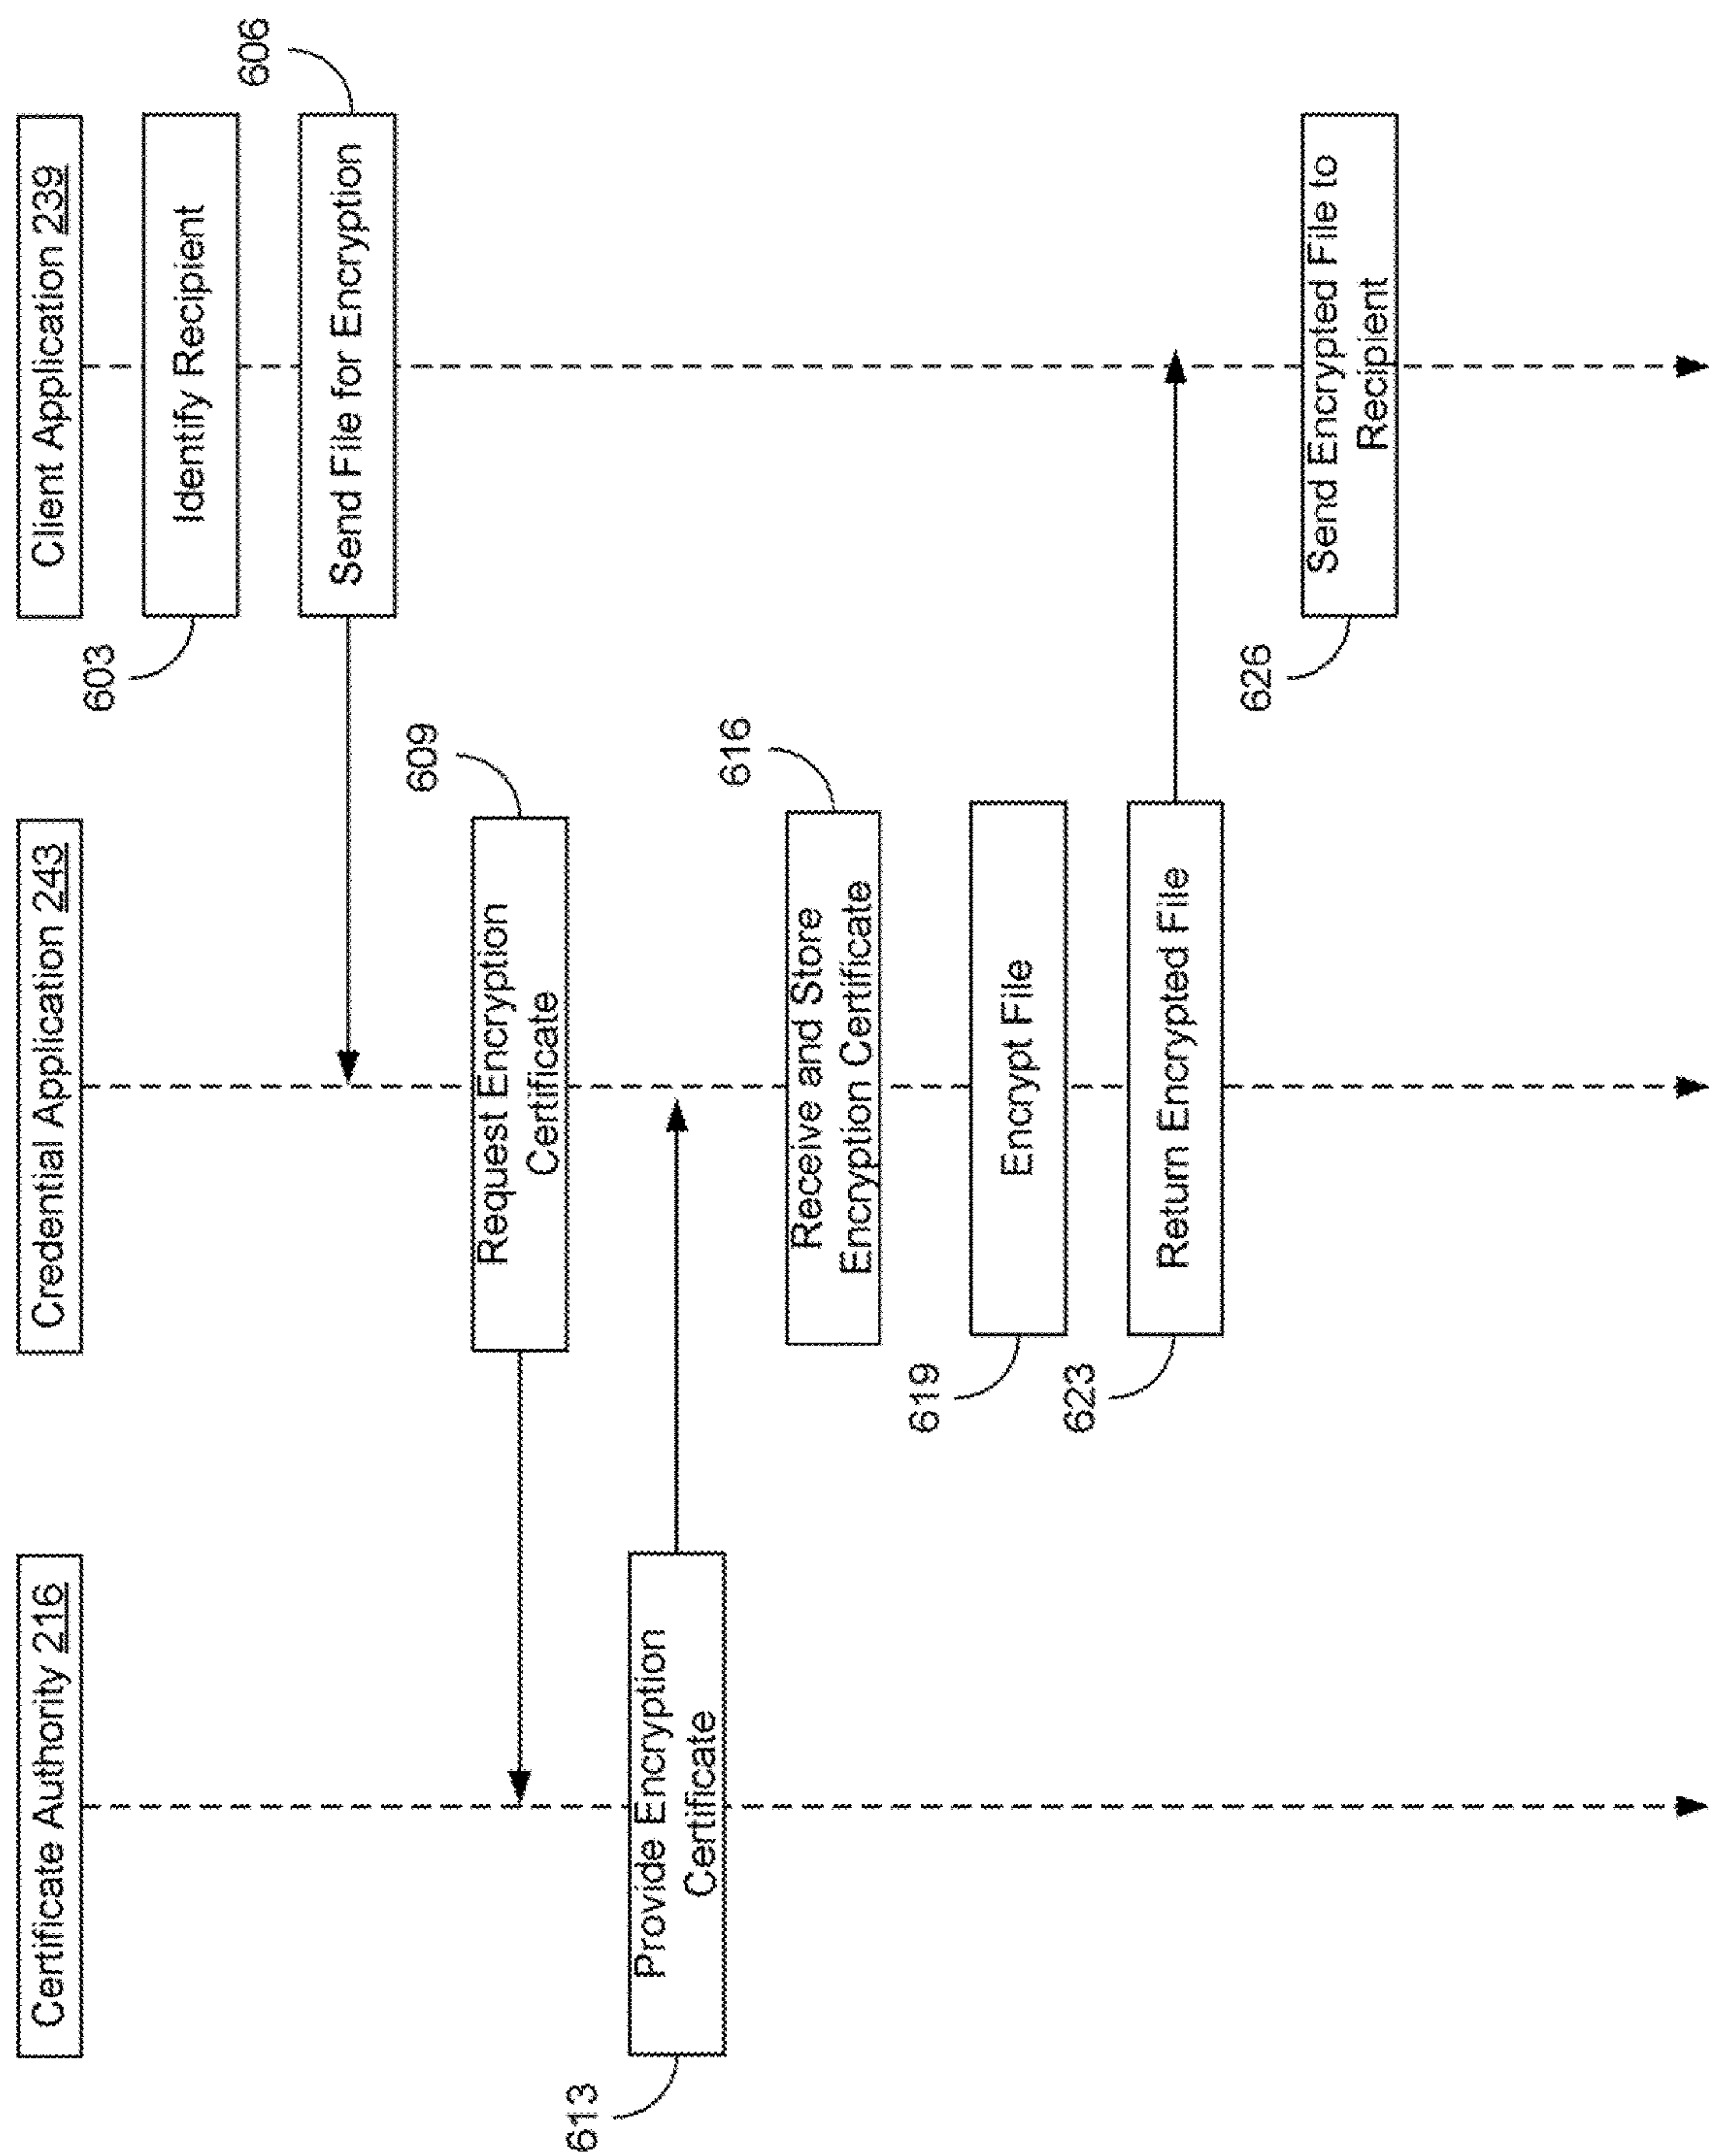 Certificate Authority 216
Credential Application 243
Client Application 239
603
Identify Recipient
606
Send File for Encryption
609
Request Encryption
Certificate
613
Provide Encryption
Certificate
616
Receive and Store
Encryption Certificate
619
Encrypt File
623
Return Encrypted File
626
Send Encrypted File to
Recipient